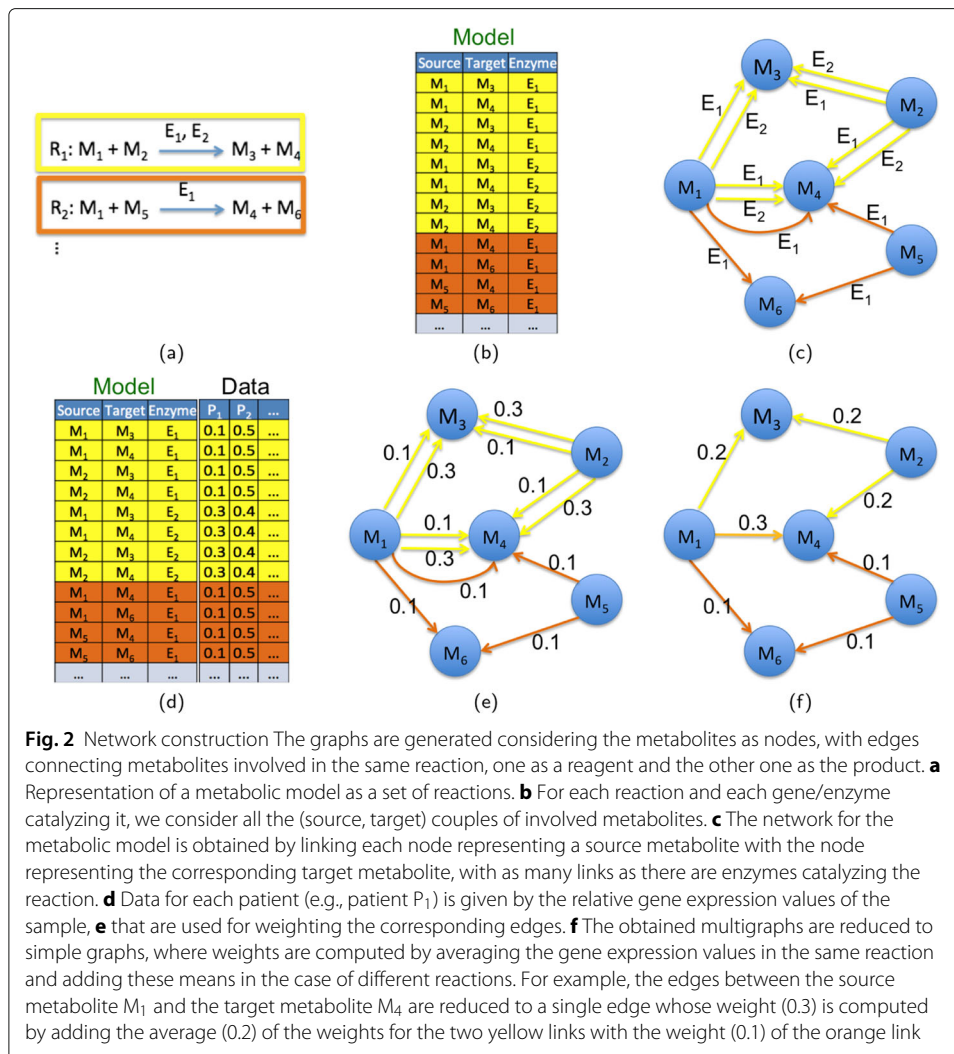 R₁: M₁ + M₂ E₁, E₂ M₃ + M₄
R₂: M₁ + M₅ E₁ M₄ + M₆
⋮
(a)
Model
Source Target Enzyme
M₁ M₃ E₁
M₁ M₄ E₁
M₂ M₃ E₁
M₂ M₄ E₁
M₁ M₃ E₂
M₁ M₄ E₂
M₂ M₃ E₂
M₂ M₄ E₂
M₁ M₄ E₁
M₁ M₆ E₁
M₅ M₄ E₁
M₅ M₆ E₁
... ... ...
(b)
M₃
E₂
E₁
M₂
E₁
E₂
E₁
E₂
M₁
E₁
E₂
M₄
E₁
E₁
E₁
M₅
E₁
M₆
(c)
Model Data
Source Target Enzyme P₁ P₂ ...
M₁ M₃ E₁ 0.1 0.5 ...
M₁ M₄ E₁ 0.1 0.5 ...
M₂ M₃ E₁ 0.1 0.5 ...
M₂ M₄ E₁ 0.1 0.5 ...
M₁ M₃ E₂ 0.3 0.4 ...
M₁ M₄ E₂ 0.3 0.4 ...
M₂ M₃ E₂ 0.3 0.4 ...
M₂ M₄ E₂ 0.3 0.4 ...
M₁ M₄ E₁ 0.1 0.5 ...
M₁ M₆ E₁ 0.1 0.5 ...
M₅ M₄ E₁ 0.1 0.5 ...
M₅ M₆ E₁ 0.1 0.5 ...
... ... ... ... ... ...
(d)
M₃
0.3
0.1
M₂
0.1
0.3
0.1
0.3
M₁
0.1
0.3
M₄
0.1
0.1
0.1
M₅
0.1
M₆
(e)
M₃
0.2
M₂
0.2
0.2
M₁
0.3
M₄
0.1
0.1
M₅
0.1
M₆
(f)
Fig. 2 Network construction The graphs are generated considering the metabolites as nodes, with edges
connecting metabolites involved in the same reaction, one as a reagent and the other one as the product. a
Representation of a metabolic model as a set of reactions. b For each reaction and each gene/enzyme
catalyzing it, we consider all the (source, target) couples of involved metabolites. c The network for the
metabolic model is obtained by linking each node representing a source metabolite with the node
representing the corresponding target metabolite, with as many links as there are enzymes catalyzing the
reaction. d Data for each patient (e.g., patient P₁) is given by the relative gene expression values of the
sample, e that are used for weighting the corresponding edges. f The obtained multigraphs are reduced to
simple graphs, where weights are computed by averaging the gene expression values in the same reaction
and adding these means in the case of different reactions. For example, the edges between the source
metabolite M₁ and the target metabolite M₄ are reduced to a single edge whose weight (0.3) is computed
by adding the average (0.2) of the weights for the two yellow links with the weight (0.1) of the orange link